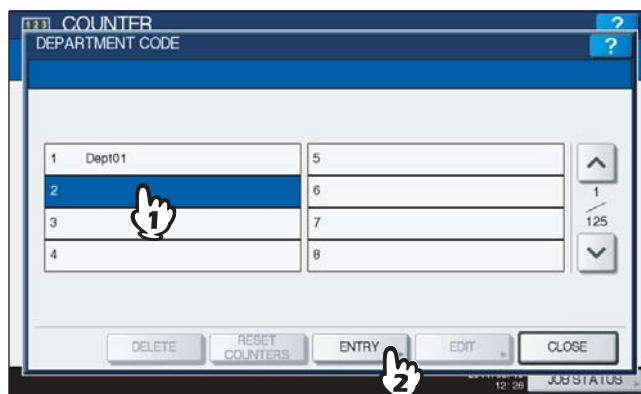 123 COUNTER ?
DEPARTMENT CODE ?
1 Dept01
2
3
4
5
6
7
8
1
125
1
2
DELETE
RESET
COUNTERS
ENTRY
EDIT
CLOSE
12:26
JOB STATUS